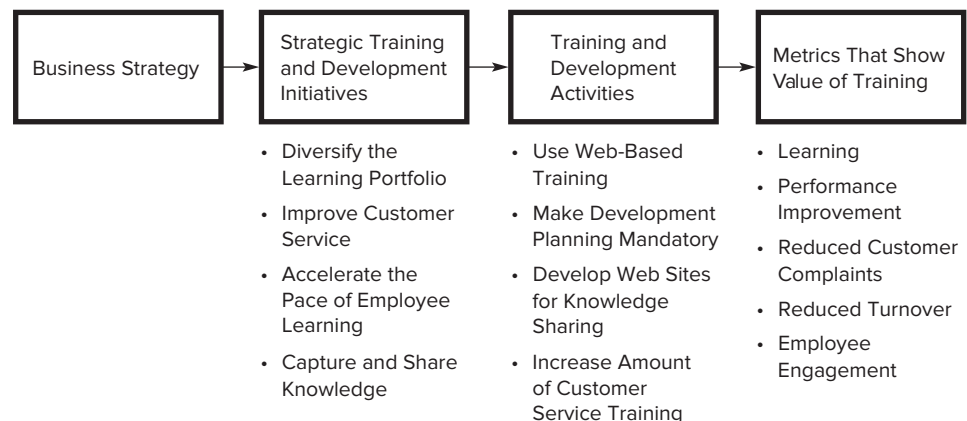 Business Strategy
Strategic Training
and Development
Initiatives
Training and
Development
Activities
Metrics That Show
Value of Training
• Diversify the
Learning Portfolio
• Improve Customer
Service
• Accelerate the
Pace of Employee
Learning
• Capture and Share
Knowledge
• Use Web-Based
Training
• Make Development
Planning Mandatory
• Develop Web Sites
for Knowledge
Sharing
• Increase Amount
of Customer
Service Training
• Learning
• Performance
Improvement
• Reduced Customer
Complaints
• Reduced Turnover
• Employee
Engagement